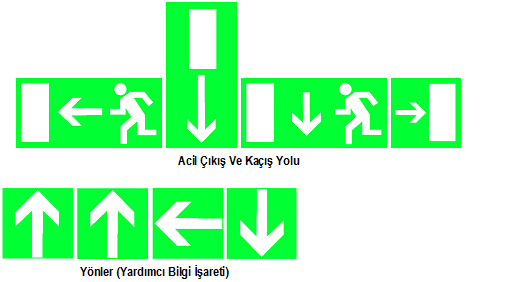 Acil Çıkış Ve Kaçış Yolu
Yönler (Yardımcı Bilgi İşareti)